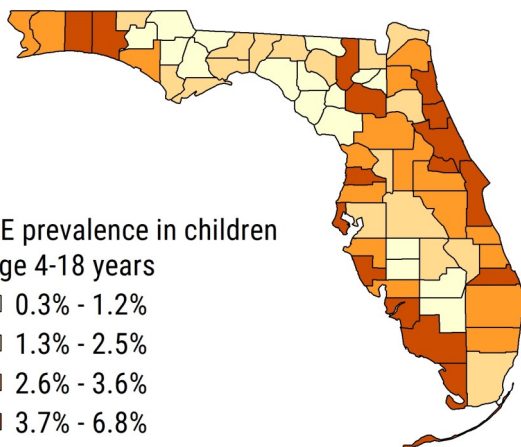 E prevalence in children
ge 4-18 years
0.3% - 1.2%
1.3% - 2.5%
2.6% - 3.6%
3.7% - 6.8%